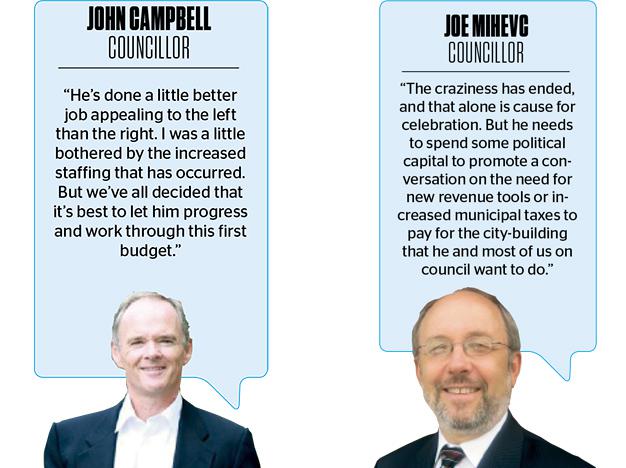 JOHN CAMPBELL
COUNCILLOR
“He’s done a little better
job appealing to the left
than the right. I was a little
bothered by the increased
staffing that has occurred.
But we’ve all decided that
it’s best to let him progress
and work through this first
budget.”
JOE MIHEVC
COUNCILLOR
“The craziness has ended,
and that alone is cause for
celebration. But he needs
to spend some political
capital to promote a con-
versation on the need for
new revenue tools or in-
creased municipal taxes to
pay for the city-building
that he and most of us on
council want to do.”